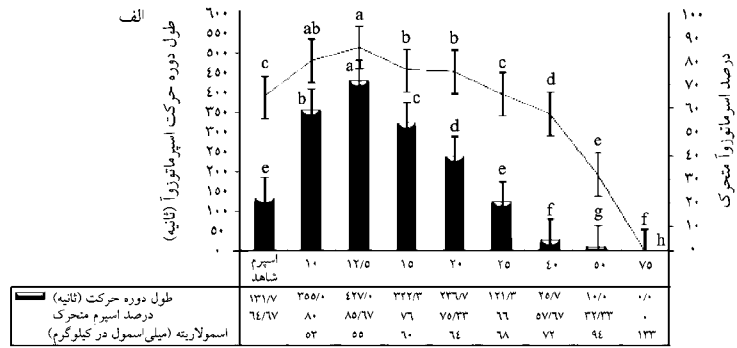 الف
۶۰۰
۵۵۰
۵۰۰
۴۵۰
۴۰۰
۳۵۰
۳۰۰
۲۵۰
۲۰۰
۱۵۰
۱۰۰
۵۰
۰
طول دوره حرکت اسپرماتوزوآ (ثانیه)
۱۰۰
۹۰
۸۰
۷۰
۶۰
۵۰
۴۰
۳۰
۲۰
۱۰
۰
درصد اسرماتوزوآ متحرک
c ab a b b c d e f
e b a c d e f g h
اسپرم شاهد ۱۰ ۱۲/۵ ۱۵ ۲۰ ۲۵ ۴۰ ۵۰ ۷۵
طول دوره حرکت (ثانیه) ۱۳۱/۷ ۳۵۵/۰ ۴۲۷/۰ ۳۲۲/۳ ۲۳۶/۷ ۱۲۱/۳ ۲۵/۷ ۱۰/۰ ۰/۰
درصد اسپرم متحرک ۶۴/۶۷ ۸۰ ۸۵/۶۷ ۷۶ ۷۵/۳۳ ۶۶ ۵۷/۶۷ ۳۲/۳۳ ۰
اسمولاریته (میلی‌اسمول در کیلوگرم) ۵۳ ۵۵ ۶۰ ۶۴ ۶۸ ۷۲ ۹۴ ۱۳۳